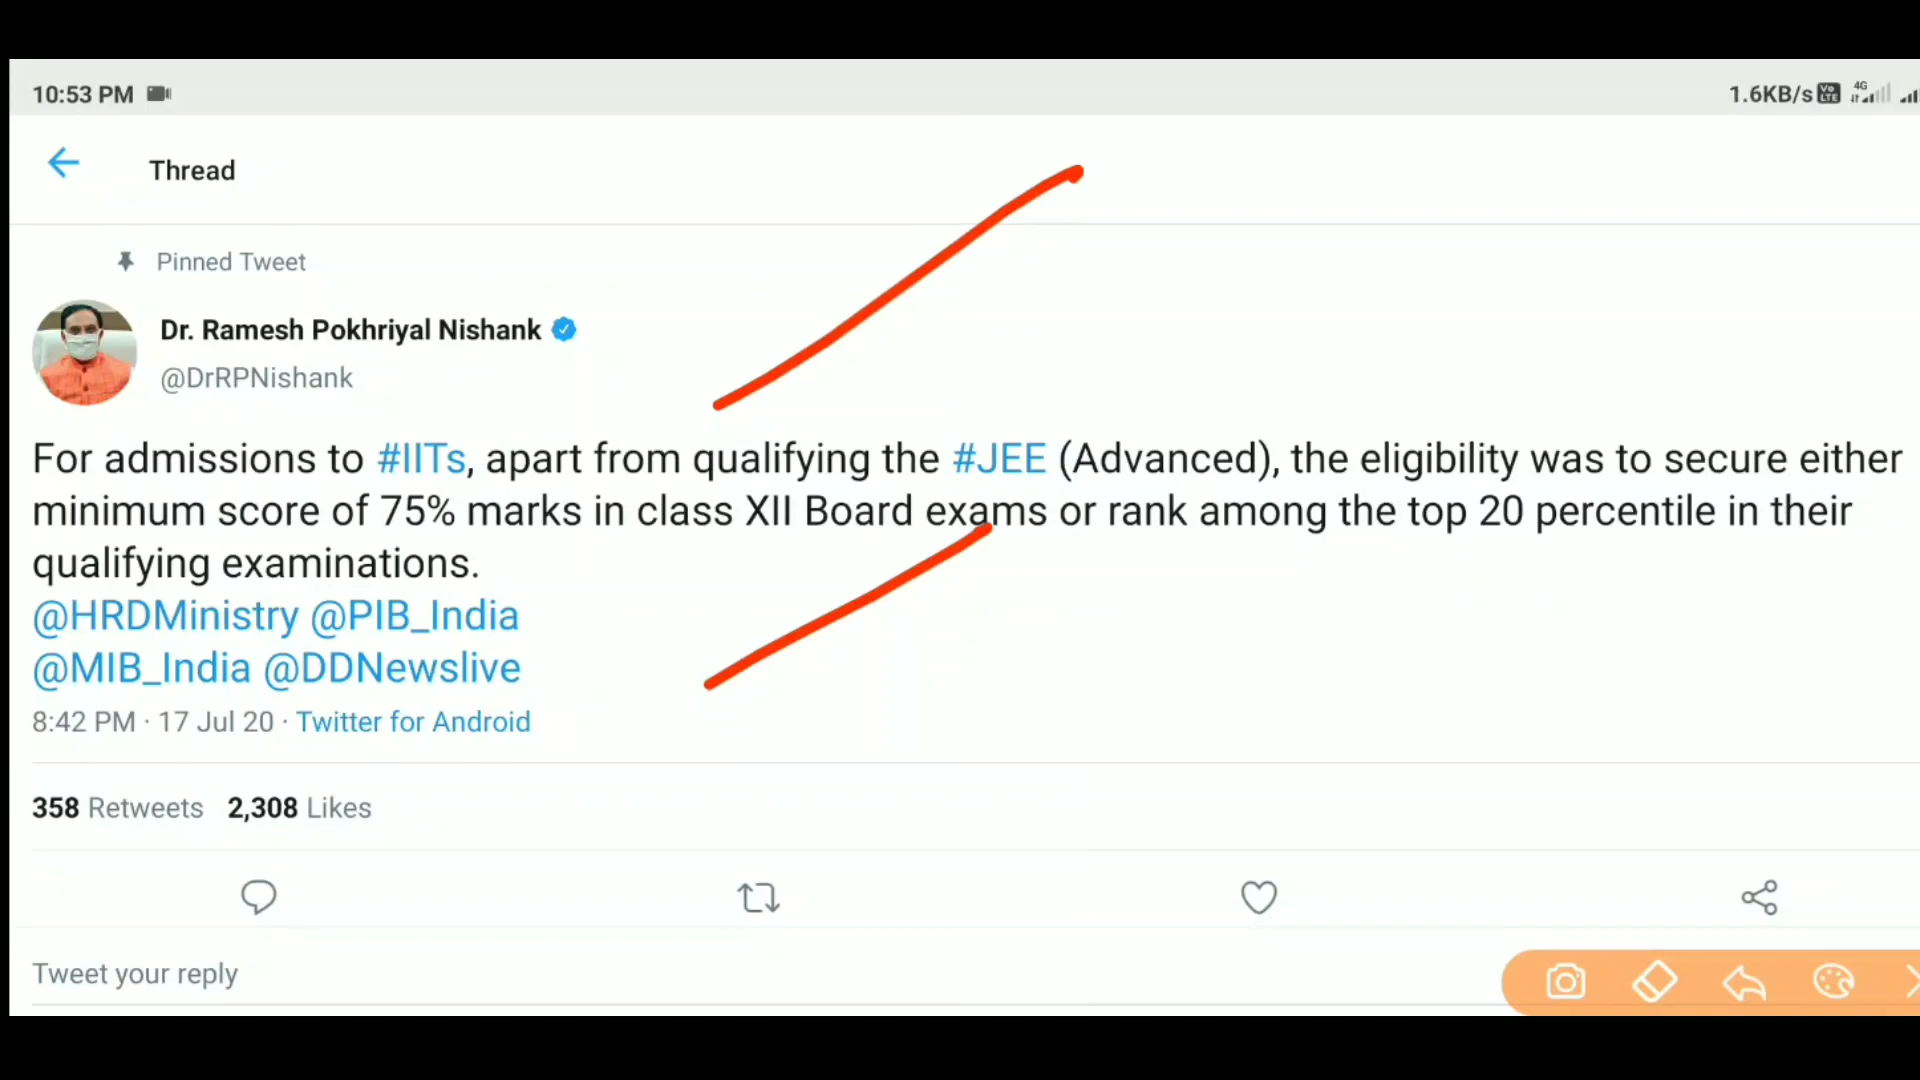 10:53 PM 1.6KB/s Vo LTE 4G
Thread
Pinned Tweet
Dr. Ramesh Pokhriyal Nishank
@DrRPNishank
For admissions to #IITs, apart from qualifying the #JEE (Advanced), the eligibility was to secure either
minimum score of 75% marks in class XII Board exams or rank among the top 20 percentile in their
qualifying examinations.
@HRDMinistry @PIB_India
@MIB_India @DDNewslive
8:42 PM · 17 Jul 20 · Twitter for Android
358 Retweets 2,308 Likes
Tweet your reply